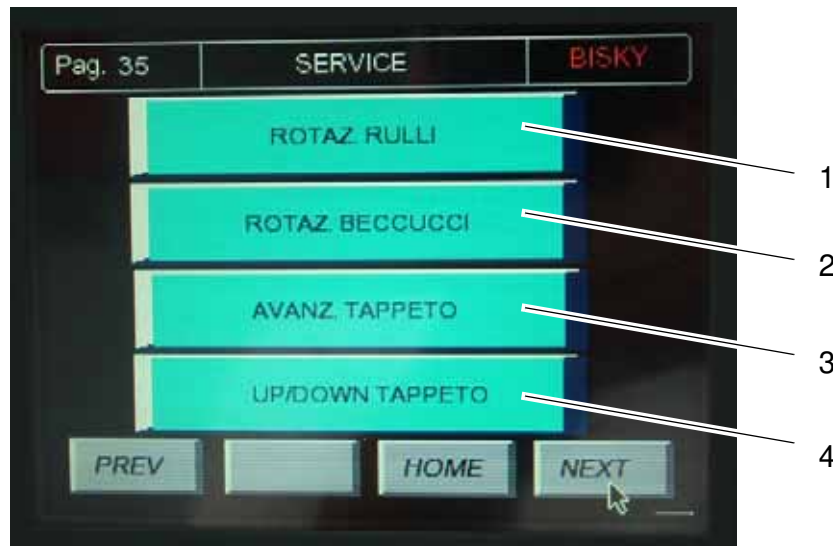 Pag. 35 SERVICE BISKY
ROTAZ. RULLI
1
ROTAZ. BECCUCCI
2
AVANZ. TAPPETO
3
UP/DOWN TAPPETO
4
PREV HOME NEXT